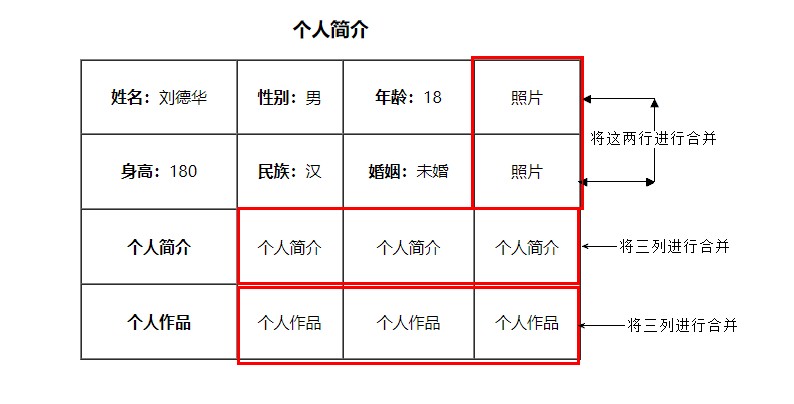 个人简介
姓名：刘德华 性别：男 年龄：18 照片
将这两行进行合并
身高：180 民族：汉 婚姻：未婚 照片
个人简介 个人简介 个人简介 个人简介 将三列进行合并
个人作品 个人作品 个人作品 个人作品 将三列进行合并